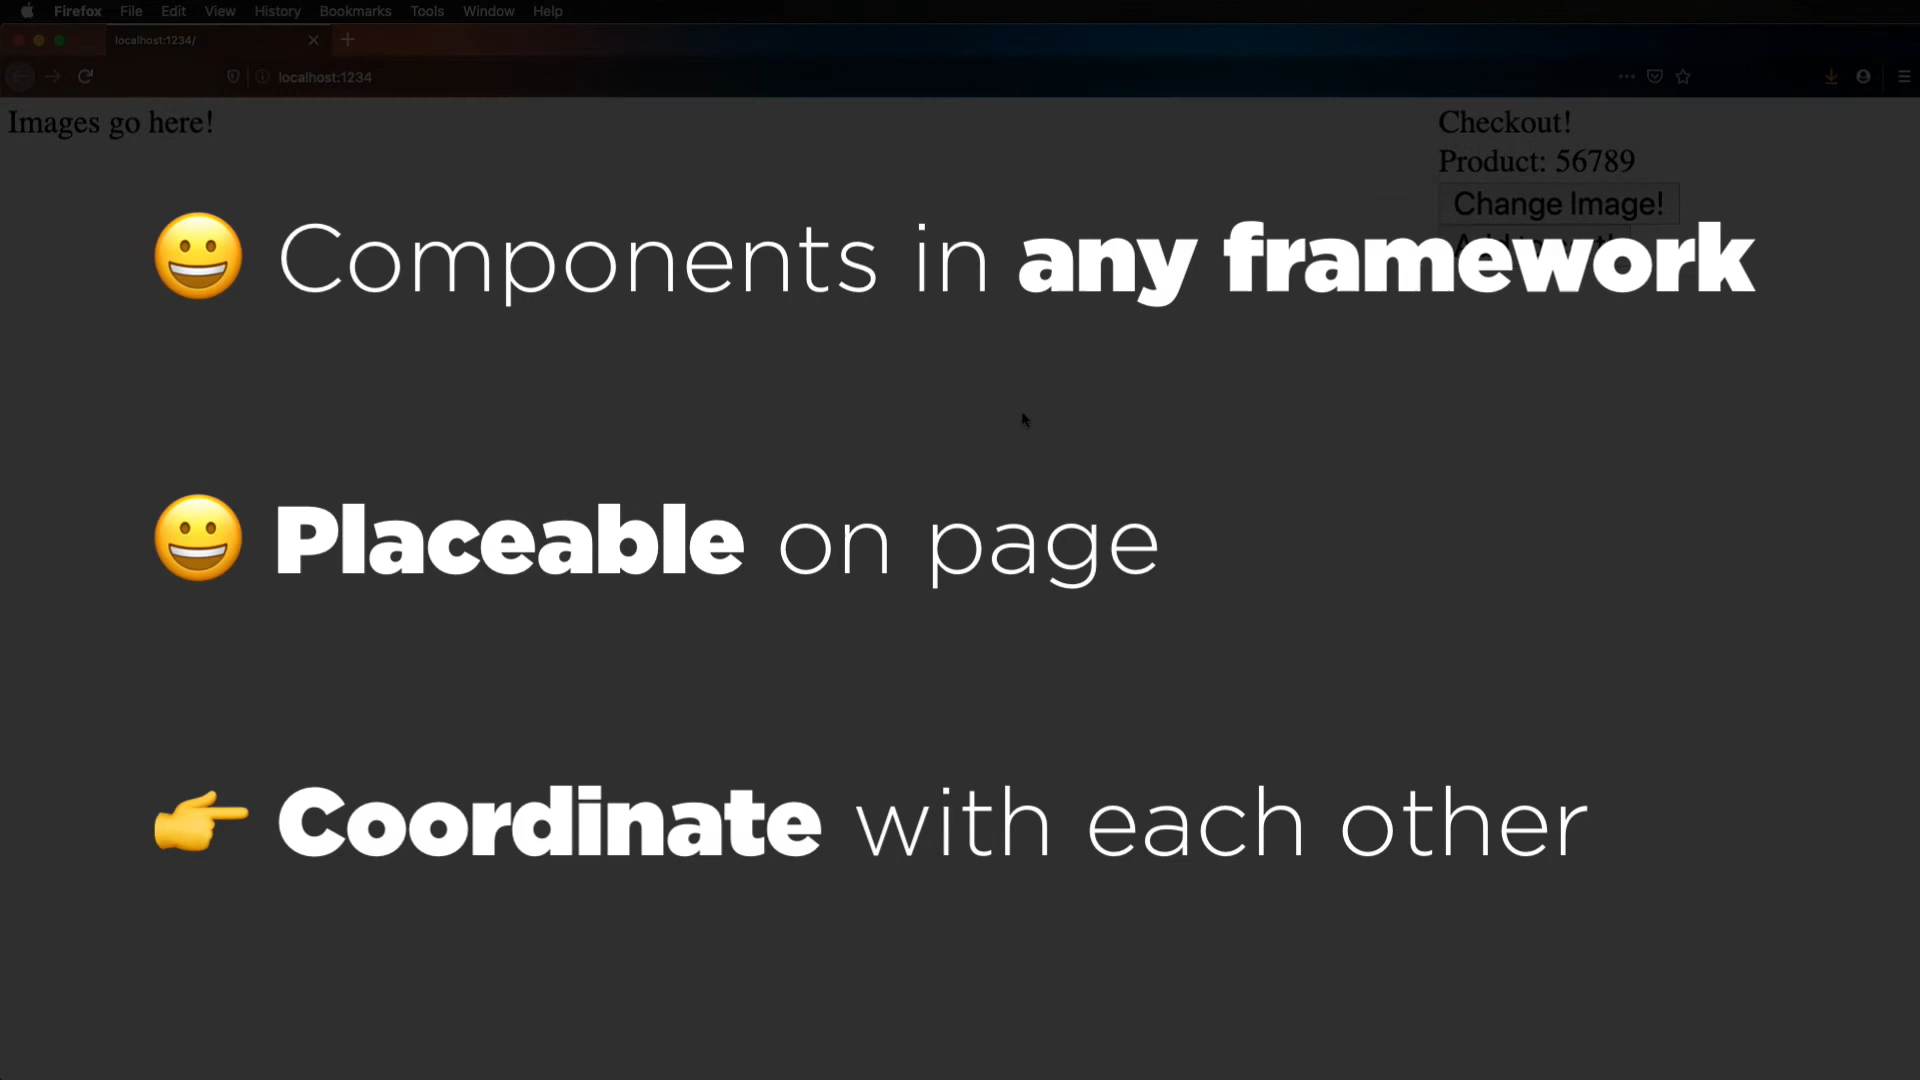 Firefox File Edit View History Bookmarks Tools Window Help
localhost:1234/
localhost:1234
Images go here!
Checkout!
Product: 56789
Change Image!
Components in any framework
Placeable on page
Coordinate with each other